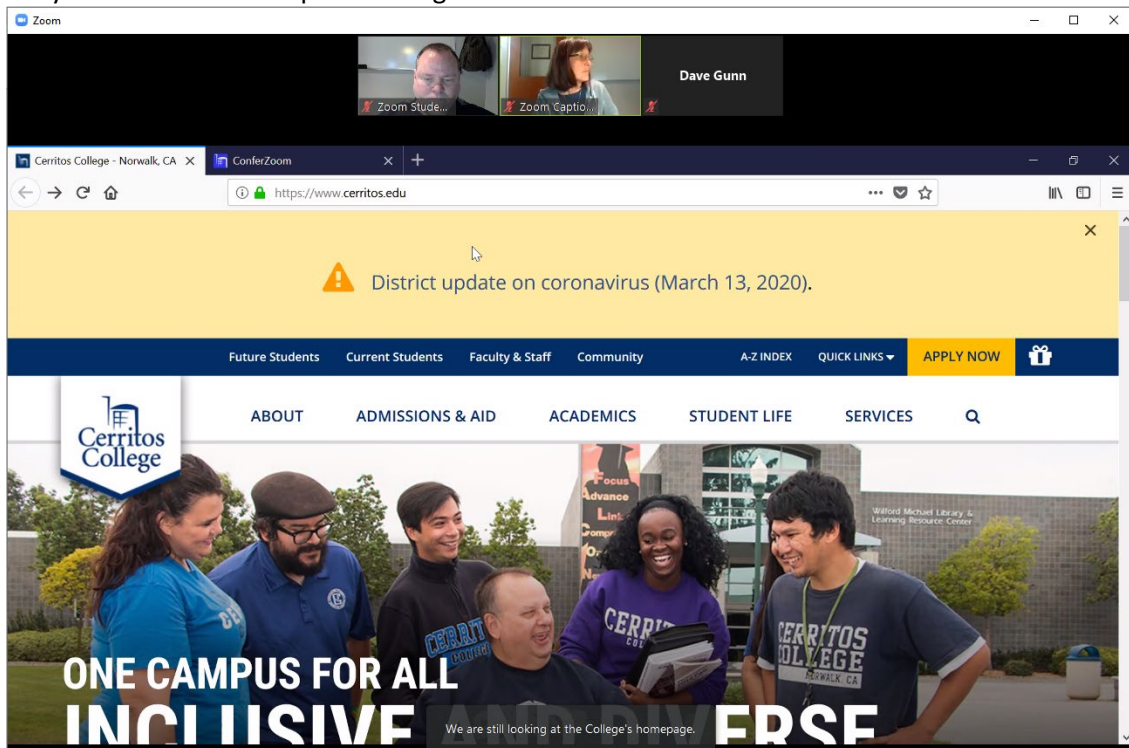 Zoom
Zoom Stude...
Zoom Captio...
Dave Gunn
Cerritos College - Norwalk, CA
ConferZoom
https://www.cerritos.edu
District update on coronavirus (March 13, 2020).
Future Students Current Students Faculty & Staff Community A-Z INDEX QUICK LINKS APPLY NOW
Cerritos
College
ABOUT ADMISSIONS & AID ACADEMICS STUDENT LIFE SERVICES
Focus
Advance
Link
Wilford Michael Library &
Learning Resource Center
CERRITOS
COLLEGE
NORWALK, CA
ONE CAMPUS FOR ALL
INCLUSIVE AND DIVERSE
We are still looking at the College's homepage.